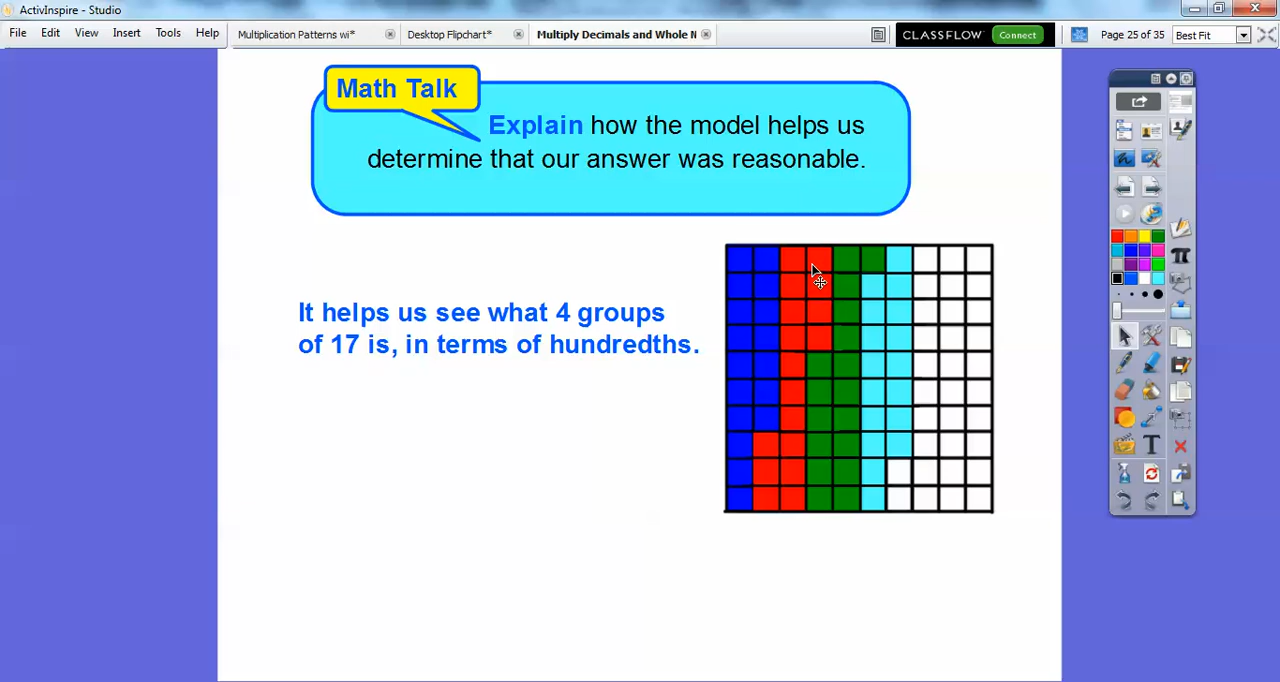 ActivInspire - Studio
File Edit View Insert Tools Help
Multiplication Patterns wi* Desktop Flipchart* Multiply Decimals and Whole N
CLASSFLOW Connect
Page 25 of 35 Best Fit
Math Talk
Explain how the model helps us
determine that our answer was reasonable.
It helps us see what 4 groups
of 17 is, in terms of hundredths.